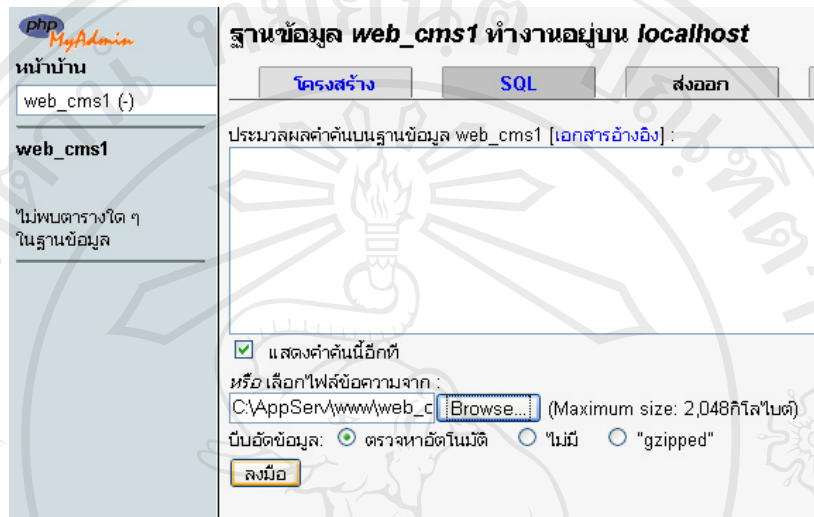 php
MyAdmin
หน้าบ้าน
web_cms1 (-)
web_cms1
ไม่พบตารางใด ๆ
ในฐานข้อมูล
ฐานข้อมูล web_cms1 ทำงานอยู่บน localhost
โครงสร้าง SQL ส่งออก
ประมวลผลคำค้นบนฐานข้อมูล web_cms1 [เอกสารอ้างอิง] :
แสดงคำค้นนี้อีกที
หรือ เลือกไฟล์ข้อความจาก :
C:\AppServ\www\web_c Browse... (Maximum size: 2,048กิโลไบต์)
บีบอัดข้อมูล: ตรวจหาอัตโนมัติ ไม่มี "gzipped"
ลงมือ